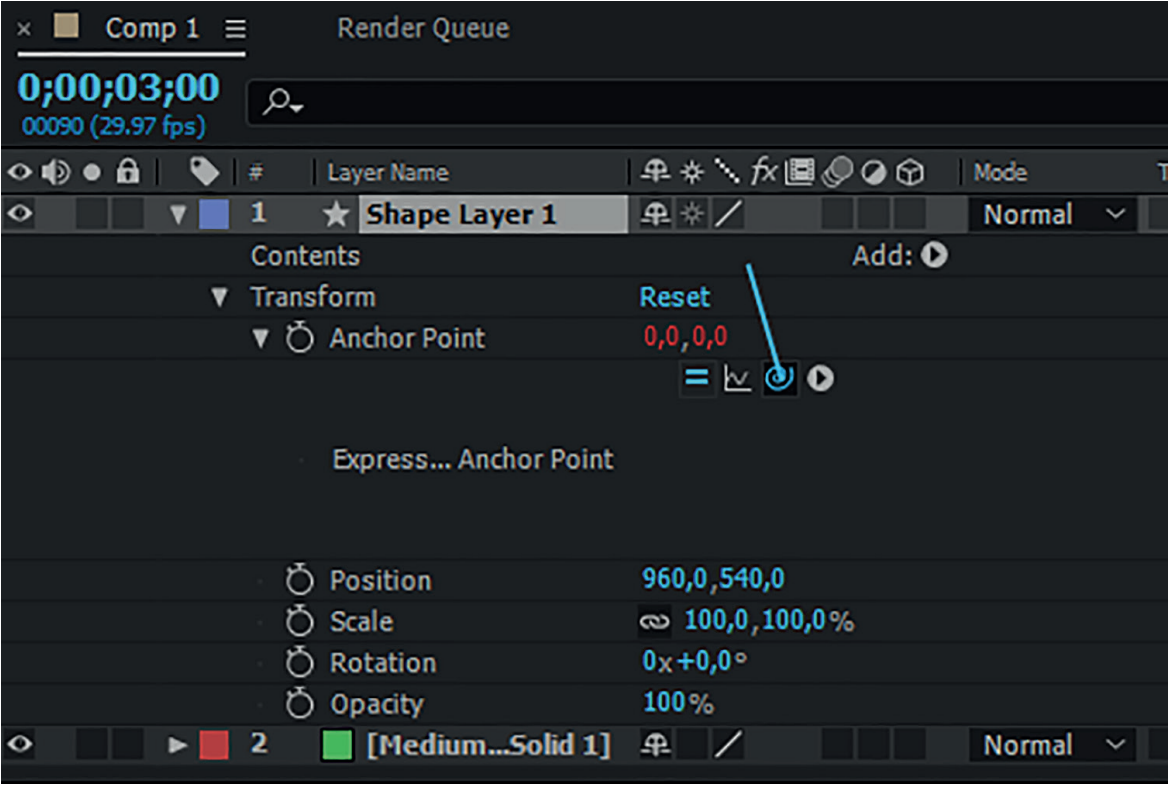 × Comp 1 Render Queue
0;00;03;00
00090 (29.97 fps)
# Layer Name fx Mode T
1 Shape Layer 1 Normal
Contents Add:
Transform Reset
Anchor Point 0,0,0,0
Express... Anchor Point
Position 960,0,540,0
Scale 100,0,100,0%
Rotation 0x+0,0°
Opacity 100%
2 [Medium...Solid 1] Normal